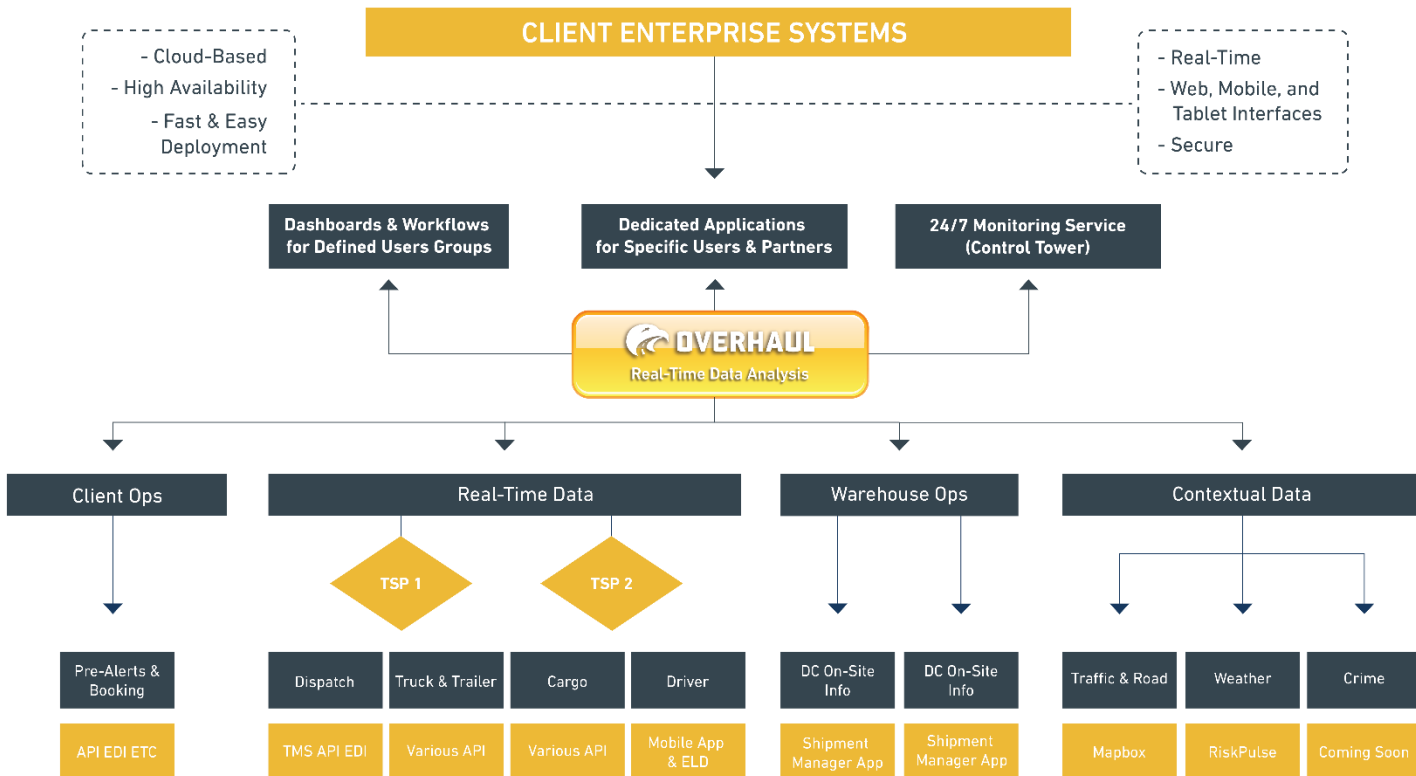 CLIENT ENTERPRISE SYSTEMS
- Cloud-Based
- High Availability
- Fast & Easy
Deployment
- Real-Time
- Web, Mobile, and
Tablet Interfaces
- Secure
Dashboards & Workflows
for Defined Users Groups
Dedicated Applications
for Specific Users & Partners
24/7 Monitoring Service
(Control Tower)
OVERHAUL
Real-Time Data Analysis
Client Ops
Real-Time Data
Warehouse Ops
Contextual Data
TSP 1
TSP 2
Pre-Alerts &
Booking
Dispatch
Truck & Trailer
Cargo
Driver
DC On-Site
Info
DC On-Site
Info
Traffic & Road
Weather
Crime
API EDI ETC
TMS API EDI
Various API
Various API
Mobile App
& ELD
Shipment
Manager App
Shipment
Manager App
Mapbox
RiskPulse
Coming Soon